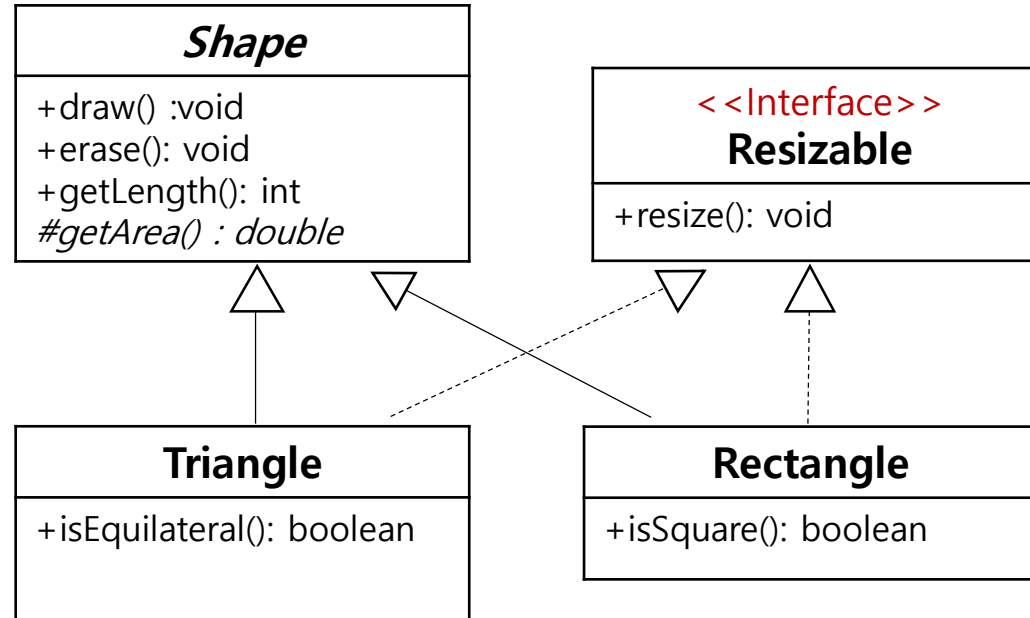 Shape
+draw() :void
+erase(): void
+getLength(): int
#getArea() : double
<<Interface>>
Resizable
+resize(): void
Triangle
+isEquilateral(): boolean
Rectangle
+isSquare(): boolean